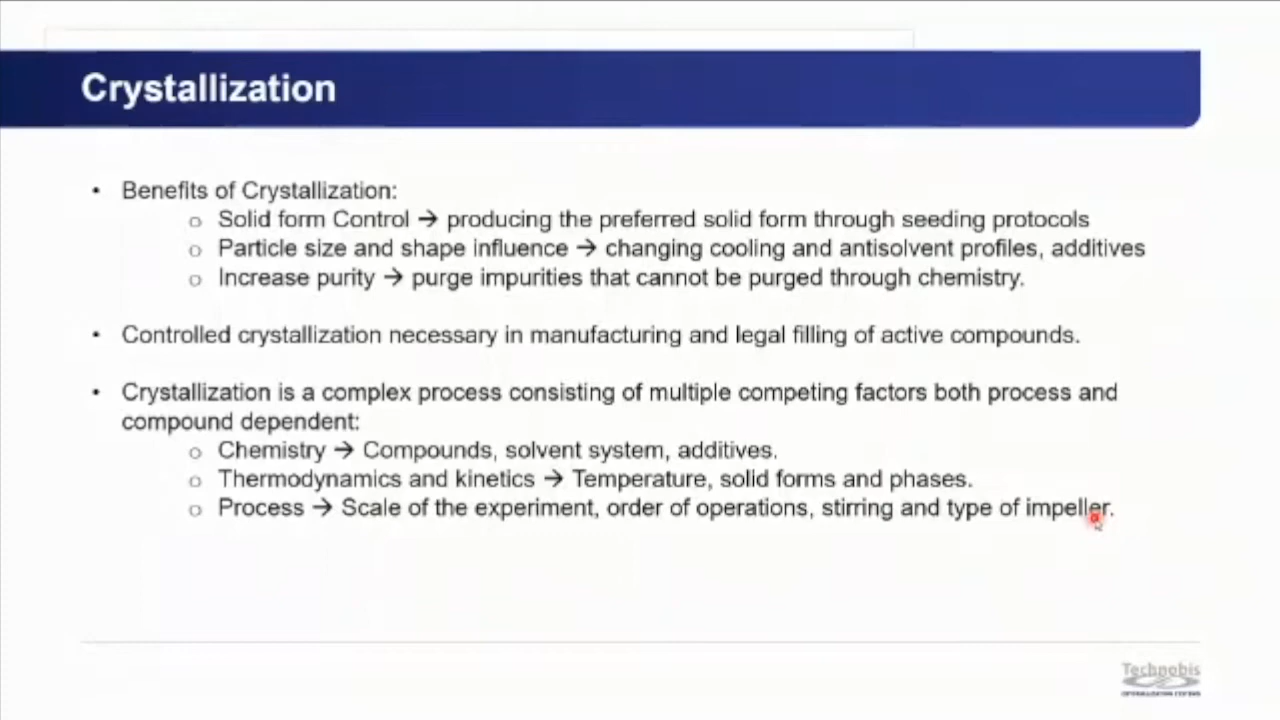 Crystallization
• Benefits of Crystallization:
o Solid form Control → producing the preferred solid form through seeding protocols
o Particle size and shape influence → changing cooling and antisolvent profiles, additives
o Increase purity → purge impurities that cannot be purged through chemistry.
• Controlled crystallization necessary in manufacturing and legal filling of active compounds.
• Crystallization is a complex process consisting of multiple competing factors both process and
compound dependent:
o Chemistry → Compounds, solvent system, additives.
o Thermodynamics and kinetics → Temperature, solid forms and phases.
o Process → Scale of the experiment, order of operations, stirring and type of impeller.
Technobis